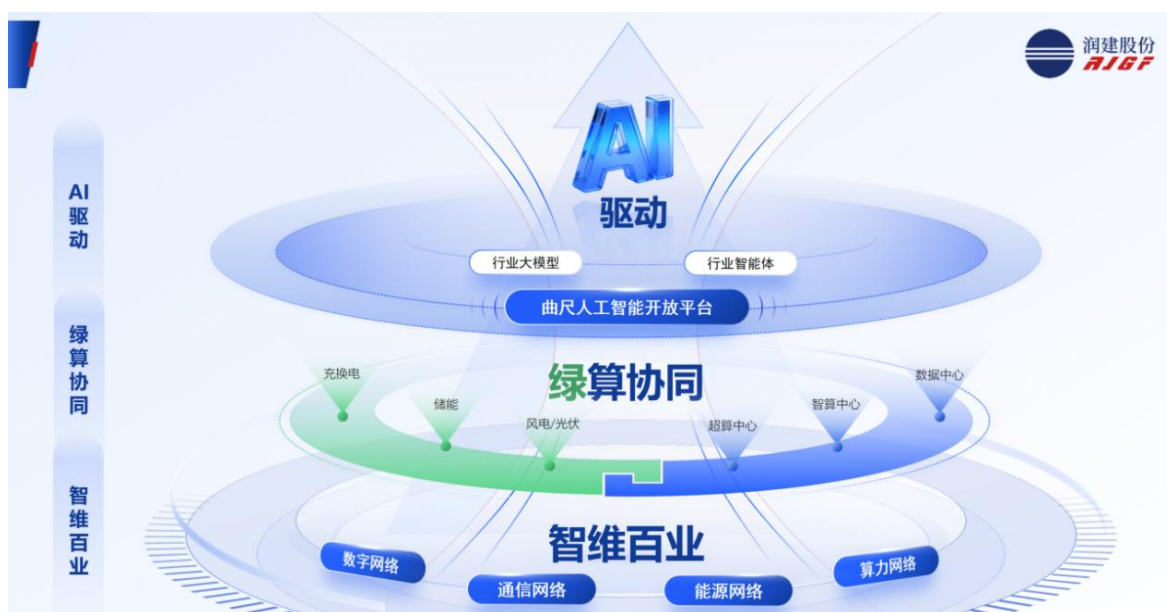 润建股份
RJGF
AI
驱动
行业大模型
行业智能体
曲尺人工智能开放平台
绿算协同
充换电
储能
风电/光伏
超算中心
智算中心
数据中心
智维百业
数字网络
通信网络
能源网络
算力网络
AI
驱
动
绿
算
协
同
智
维
百
业